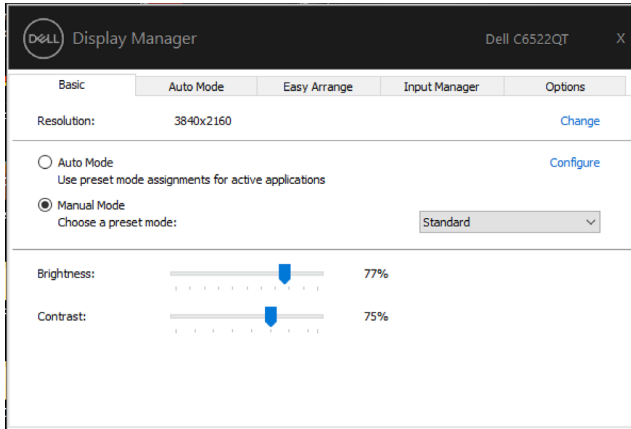 DELL Display Manager Dell C6522QT X
Basic Auto Mode Easy Arrange Input Manager Options
Resolution: 3840x2160 Change
Auto Mode Configure
Use preset mode assignments for active applications
Manual Mode
Choose a preset mode: Standard
Brightness: 77%
Contrast: 75%